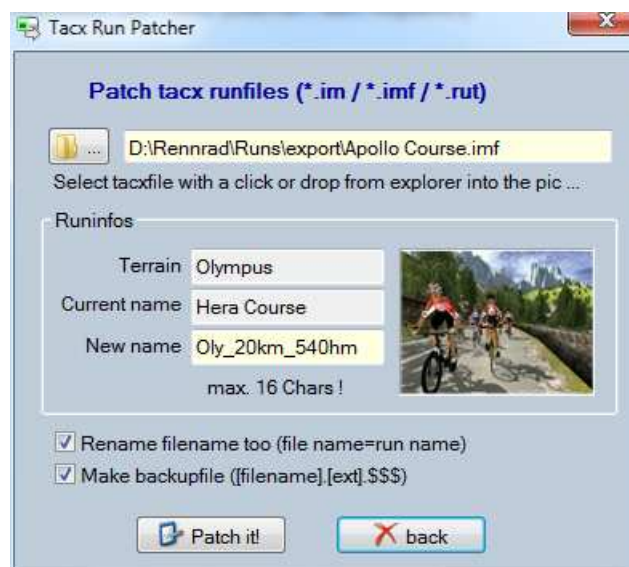 Tacx Run Patcher
Patch tacx runfiles (*.im / *.imf / *.rut)
... D:\Rennrad\Runs\export\Apollo Course.imf
Select tacxfile with a click or drop from explorer into the pic ...
Runinfos
Terrain Olympus
Current name Hera Course
New name Oly_20km_540hm
max. 16 Chars !
Rename filename too (file name=run name)
Make backupfile ([filename].[ext].$$$)
Patch it! back